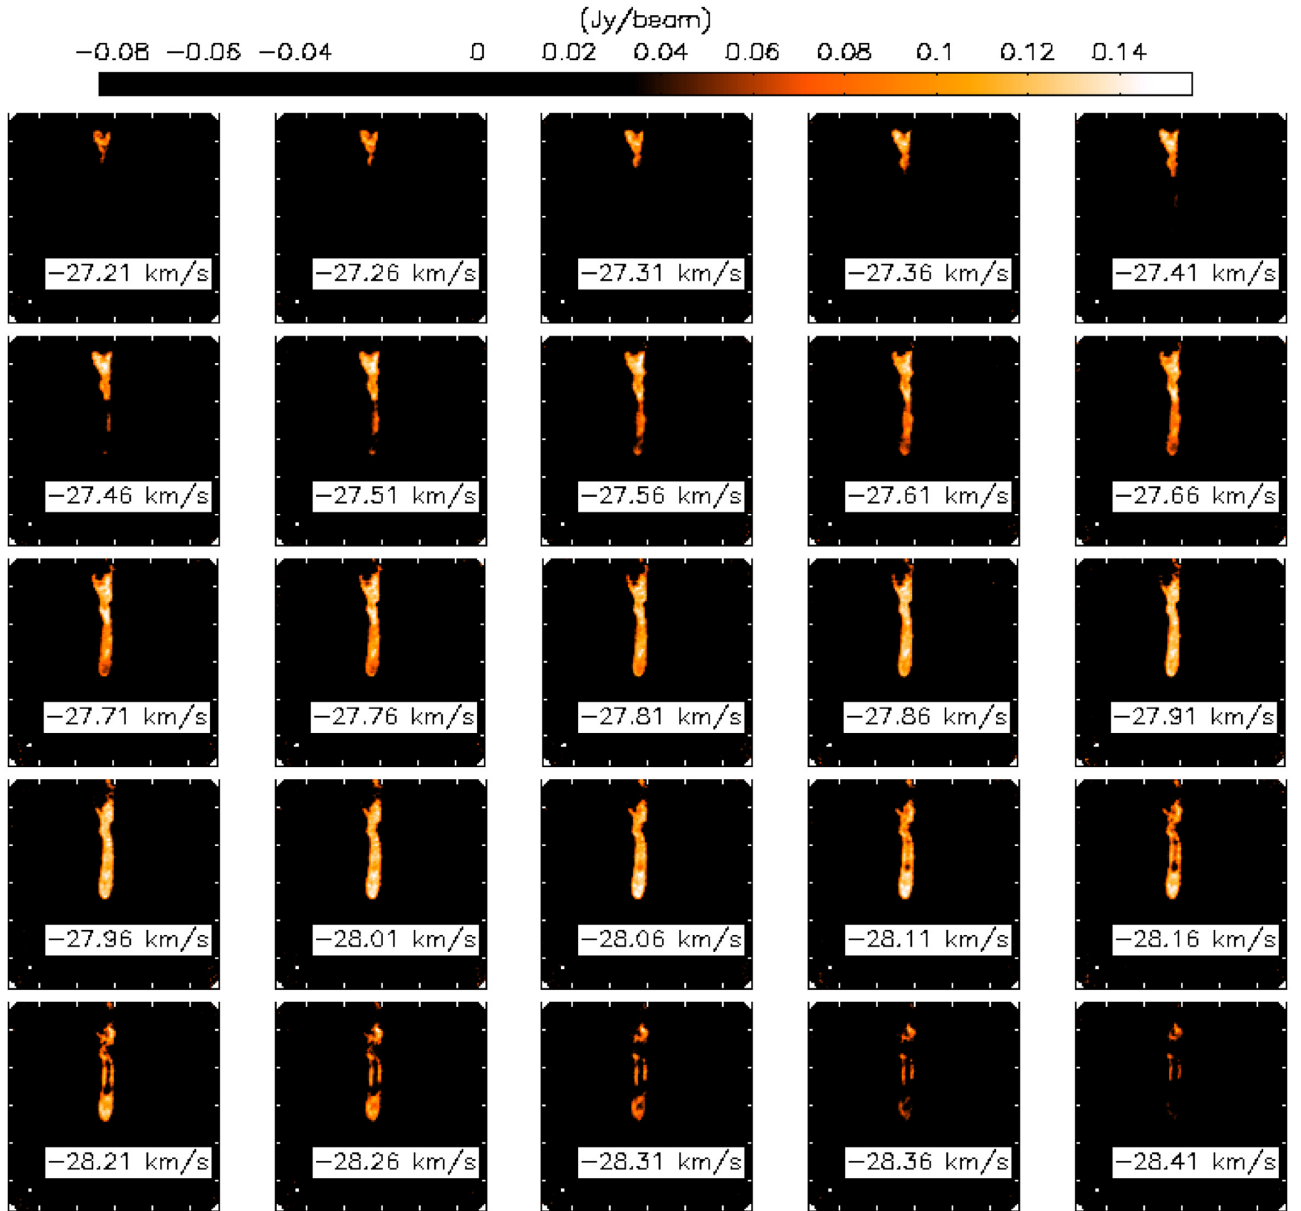 (Jy/beam)
−0.08 −0.06 −0.04 0 0.02 0.04 0.06 0.08 0.1 0.12 0.14
−27.21 km/s −27.26 km/s −27.31 km/s −27.36 km/s −27.41 km/s
−27.46 km/s −27.51 km/s −27.56 km/s −27.61 km/s −27.66 km/s
−27.71 km/s −27.76 km/s −27.81 km/s −27.86 km/s −27.91 km/s
−27.96 km/s −28.01 km/s −28.06 km/s −28.11 km/s −28.16 km/s
−28.21 km/s −28.26 km/s −28.31 km/s −28.36 km/s −28.41 km/s